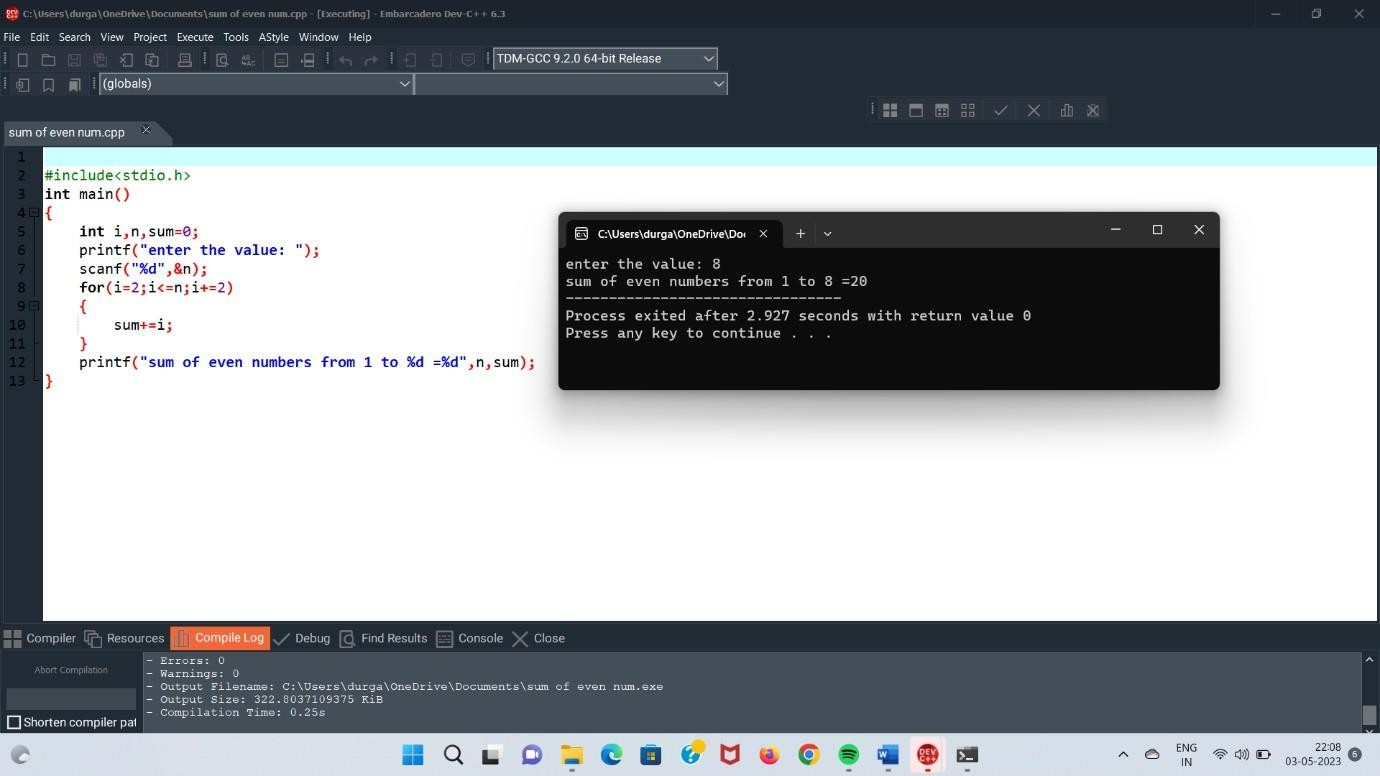 C:\Users\durga\OneDrive\Documents\sum of even num.cpp - [Executing] - Embarcadero Dev-C++ 6.3
File Edit Search View Project Execute Tools AStyle Window Help
TDM-GCC 9.2.0 64-bit Release
(globals)
sum of even num.cpp
1
2 #include<stdio.h>
3 int main()
4 {
5 int i,n,sum=0;
6 printf("enter the value: ");
7 scanf("%d",&n);
8 for(i=2;i<=n;i+=2)
9 {
10 sum+=i;
11 }
12 printf("sum of even numbers from 1 to %d =%d",n,sum);
13 }
C:\Users\durga\OneDrive\Do
enter the value: 8
sum of even numbers from 1 to 8 =20
--------------------------------
Process exited after 2.927 seconds with return value 0
Press any key to continue . . .
Compiler Resources Compile Log Debug Find Results Console Close
Abort Compilation
Shorten compiler pat
- Errors: 0
- Warnings: 0
- Output Filename: C:\Users\durga\OneDrive\Documents\sum of even num.exe
- Output Size: 322.8037109375 KiB
- Compilation Time: 0.25s
ENG
IN
22:08
03-05-2023
6